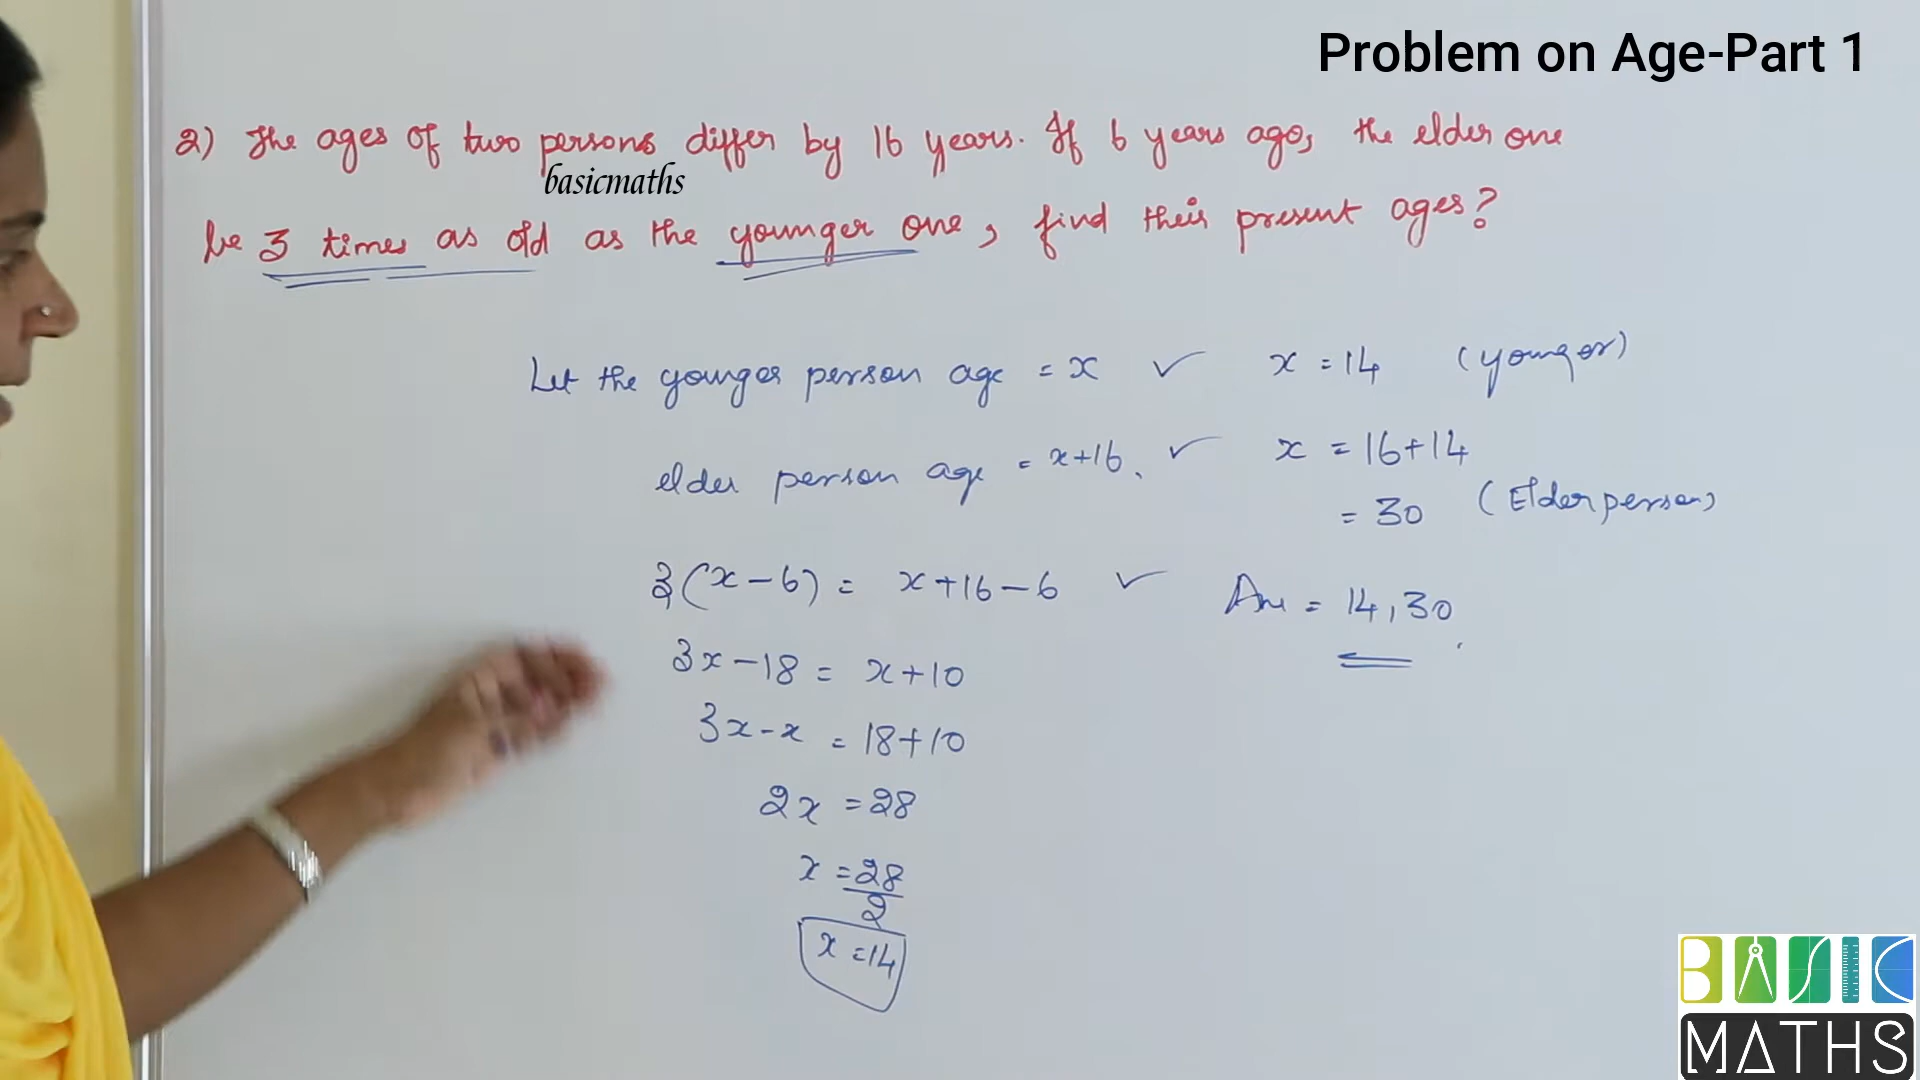 Problem on Age-Part 1
2) The ages of two persons differ by 16 years. If 6 years ago, the elder one
basicmaths
be 3 times as old as the younger one, find their present ages?
Let the younger person age = x ✓
elder person age = x+16. ✓
3(x-6) = x+16-6 ✓
3x-18 = x+10
3x-x = 18+10
2x = 28
x = 28
2
x = 14
x = 14 (younger)
x = 16+14
= 30 (Elder person)
Ans = 14, 30
BASIC
MATHS